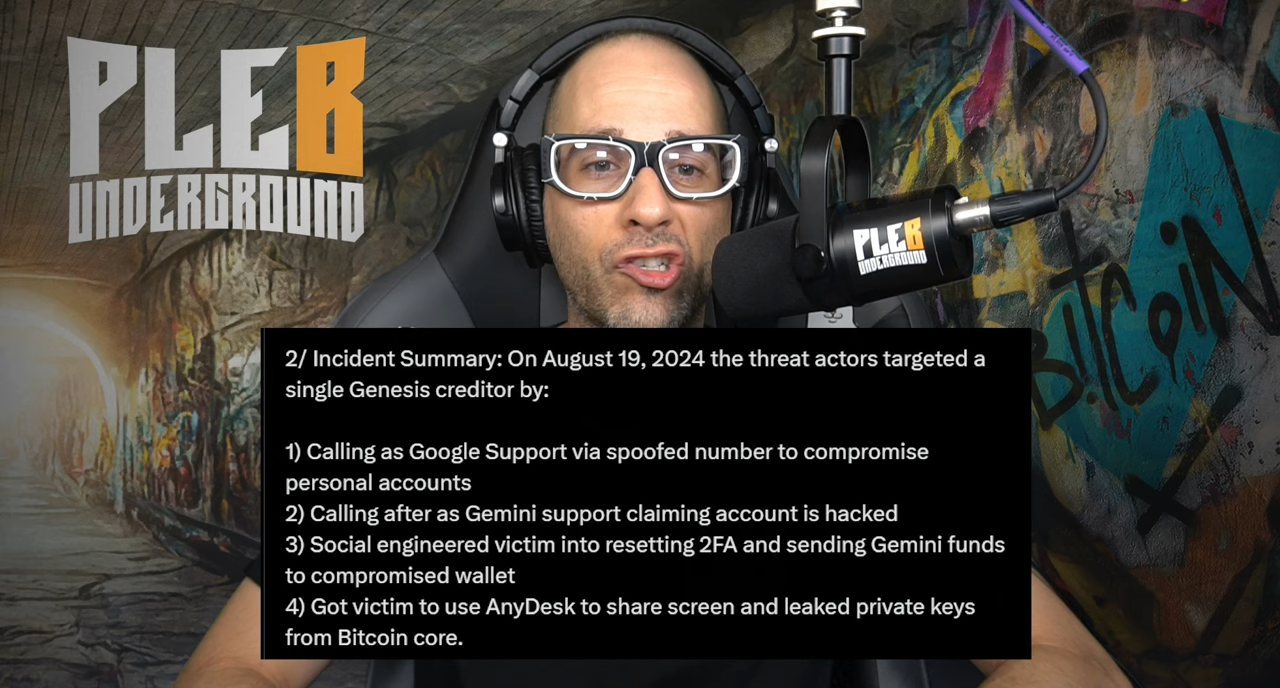 PLEB
UNDERGROUND
PLEB
UNDERGROUND
BITCOIN
2/ Incident Summary: On August 19, 2024 the threat actors targeted a
single Genesis creditor by:
1) Calling as Google Support via spoofed number to compromise
personal accounts
2) Calling after as Gemini support claiming account is hacked
3) Social engineered victim into resetting 2FA and sending Gemini funds
to compromised wallet
4) Got victim to use AnyDesk to share screen and leaked private keys
from Bitcoin core.